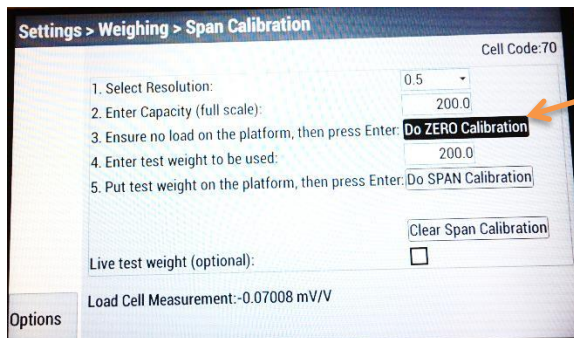 Settings > Weighing > Span Calibration
Cell Code:70
1. Select Resolution: 0.5
2. Enter Capacity (full scale): 200.0
3. Ensure no load on the platform, then press Enter: Do ZERO Calibration
4. Enter test weight to be used: 200.0
5. Put test weight on the platform, then press Enter: Do SPAN Calibration
Clear Span Calibration
Live test weight (optional):
Load Cell Measurement:-0.07008 mV/V
Options